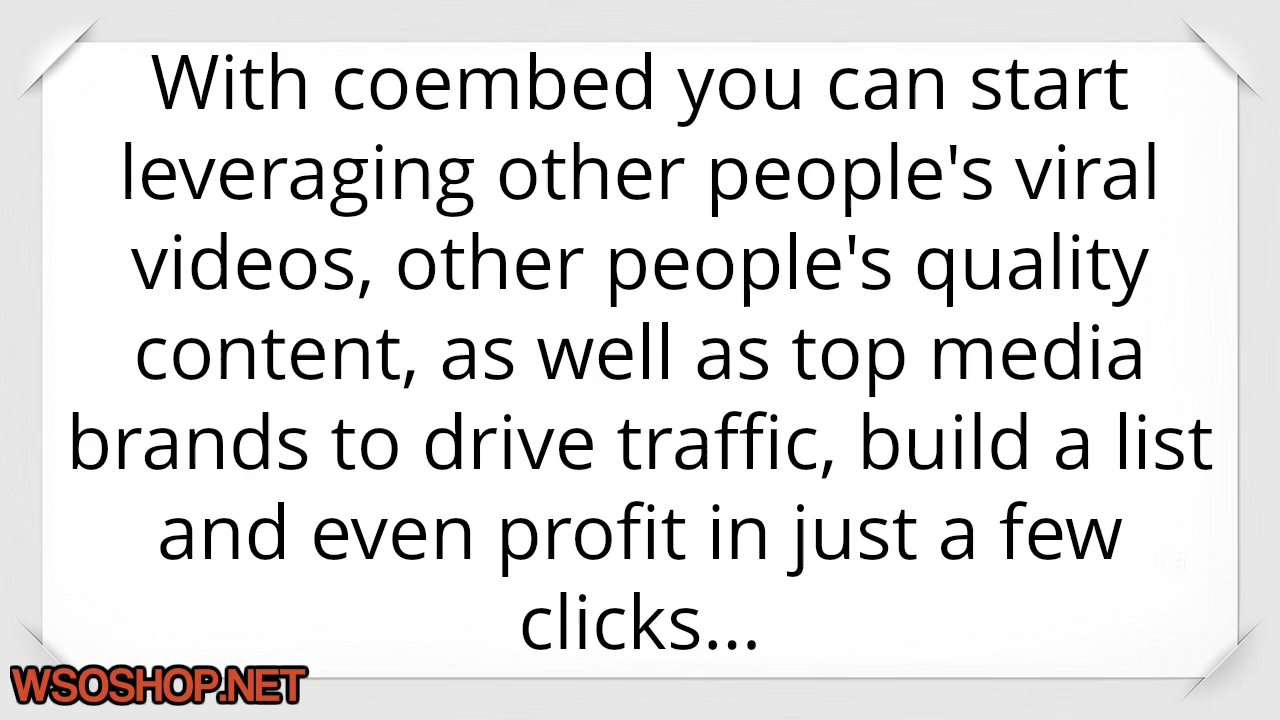 With coembed you can start
leveraging other people's viral
videos, other people's quality
content, as well as top media
brands to drive traffic, build a list
and even profit in just a few
clicks...
WSOSHOP.NET